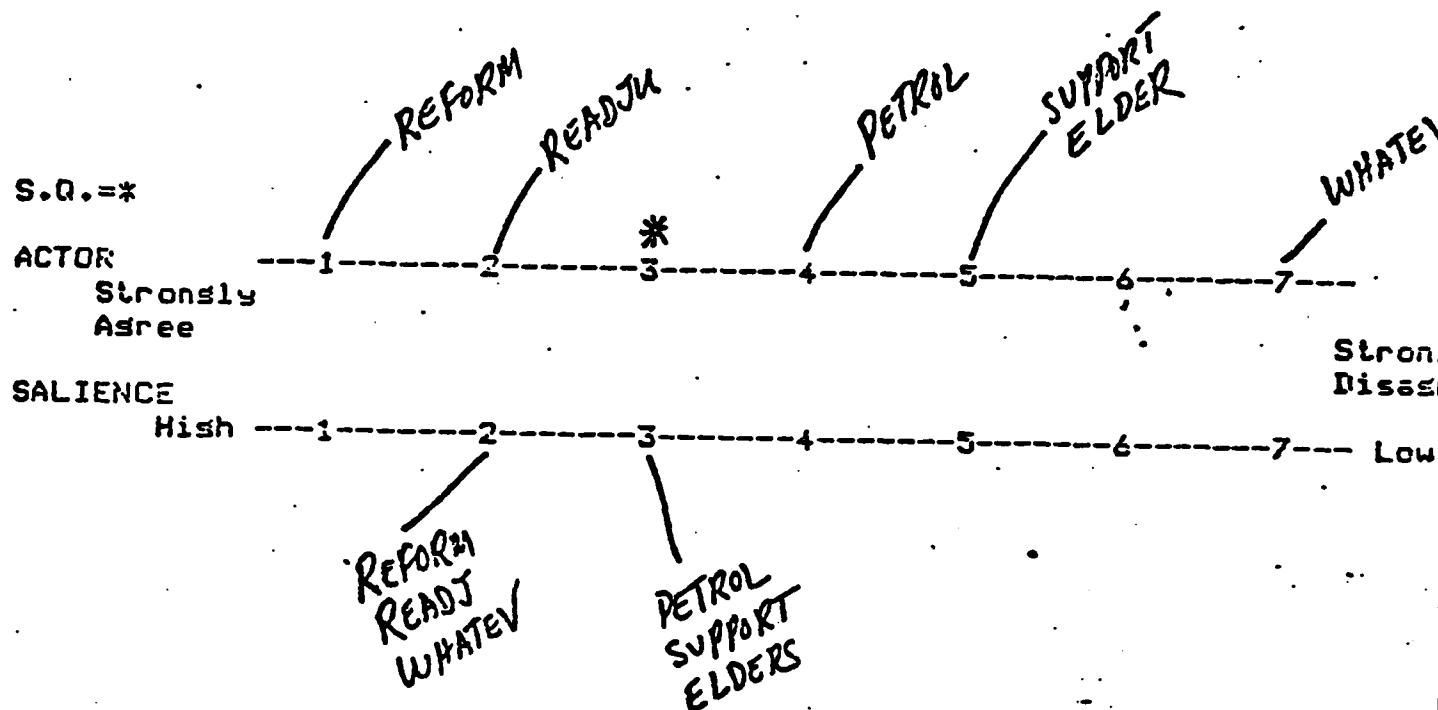 REFORM
READJU
PETROL
SUPPORT
ELDER
WHATEV
S.Q.=*
*
ACTOR ---1-------2-------3-------4-------5-------6-------7---
Strongly
Agree
Stron
Disag
SALIENCE
High ---1-------2-------3-------4-------5-------6-------7--- Low
REFORM
READJ
WHATEV
PETROL
SUPPORT
ELDERS